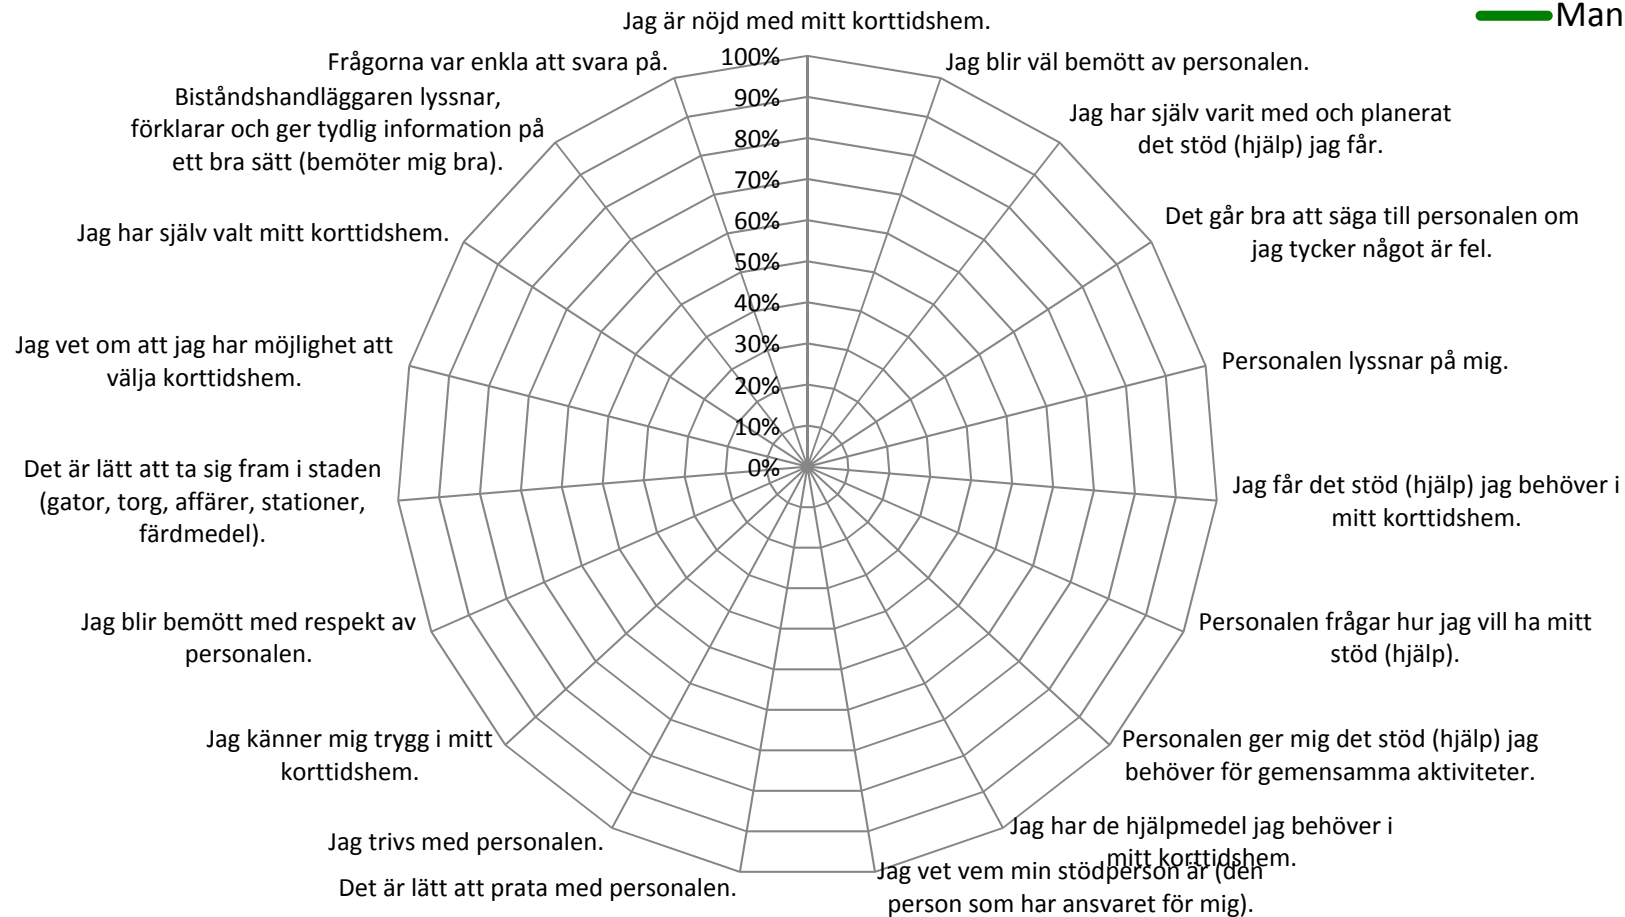 Man
Jag är nöjd med mitt korttidshem.
Jag blir väl bemött av personalen.
Jag har själv varit med och planerat
det stöd (hjälp) jag får.
Det går bra att säga till personalen om
jag tycker något är fel.
Personalen lyssnar på mig.
Jag får det stöd (hjälp) jag behöver i
mitt korttidshem.
Personalen frågar hur jag vill ha mitt
stöd (hjälp).
Personalen ger mig det stöd (hjälp) jag
behöver för gemensamma aktiviteter.
Jag har de hjälpmedel jag behöver i
mitt korttidshem.
Jag vet vem min stödperson är (den
person som har ansvaret för mig).
Det är lätt att prata med personalen.
Jag trivs med personalen.
Jag känner mig trygg i mitt
korttidshem.
Jag blir bemött med respekt av
personalen.
Det är lätt att ta sig fram i staden
(gator, torg, affärer, stationer,
färdmedel).
Jag vet om att jag har möjlighet att
välja korttidshem.
Jag har själv valt mitt korttidshem.
Biståndshandläggaren lyssnar,
förklarar och ger tydlig information på
ett bra sätt (bemöter mig bra).
Frågorna var enkla att svara på.
100%
90%
80%
70%
60%
50%
40%
30%
20%
10%
0%